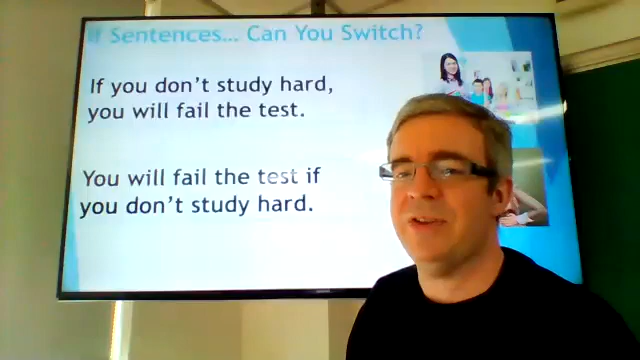 If Sentences... Can You Switch?
If you don't study hard,
you will fail the test.
You will fail the test if
you don't study hard.